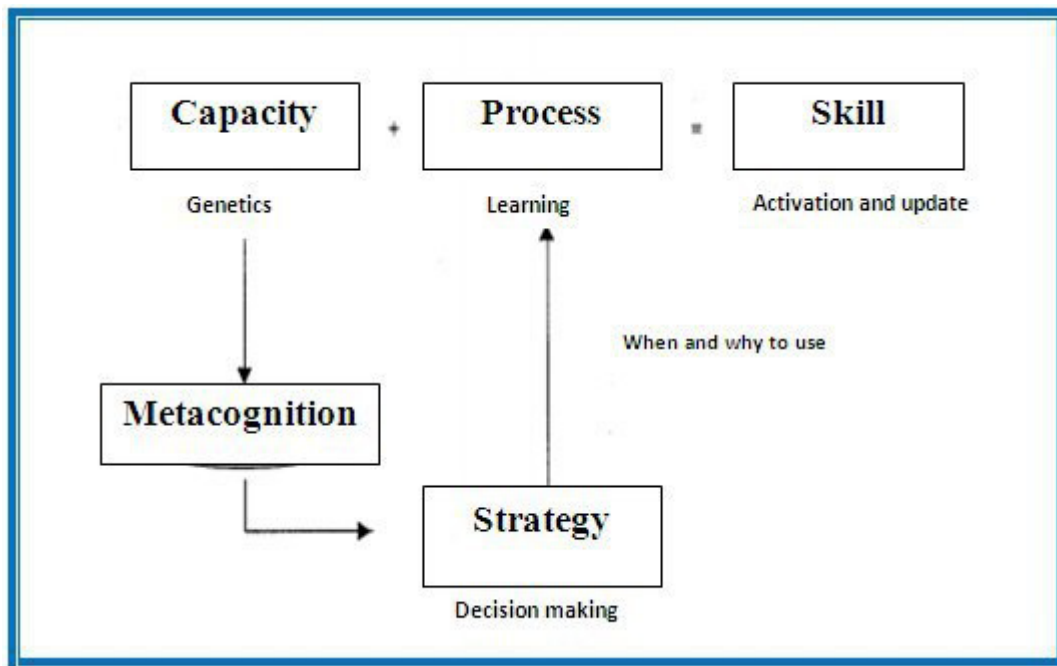 Capacity + Process = Skill
Genetics Learning Activation and update
When and why to use
Metacognition
Strategy
Decision making